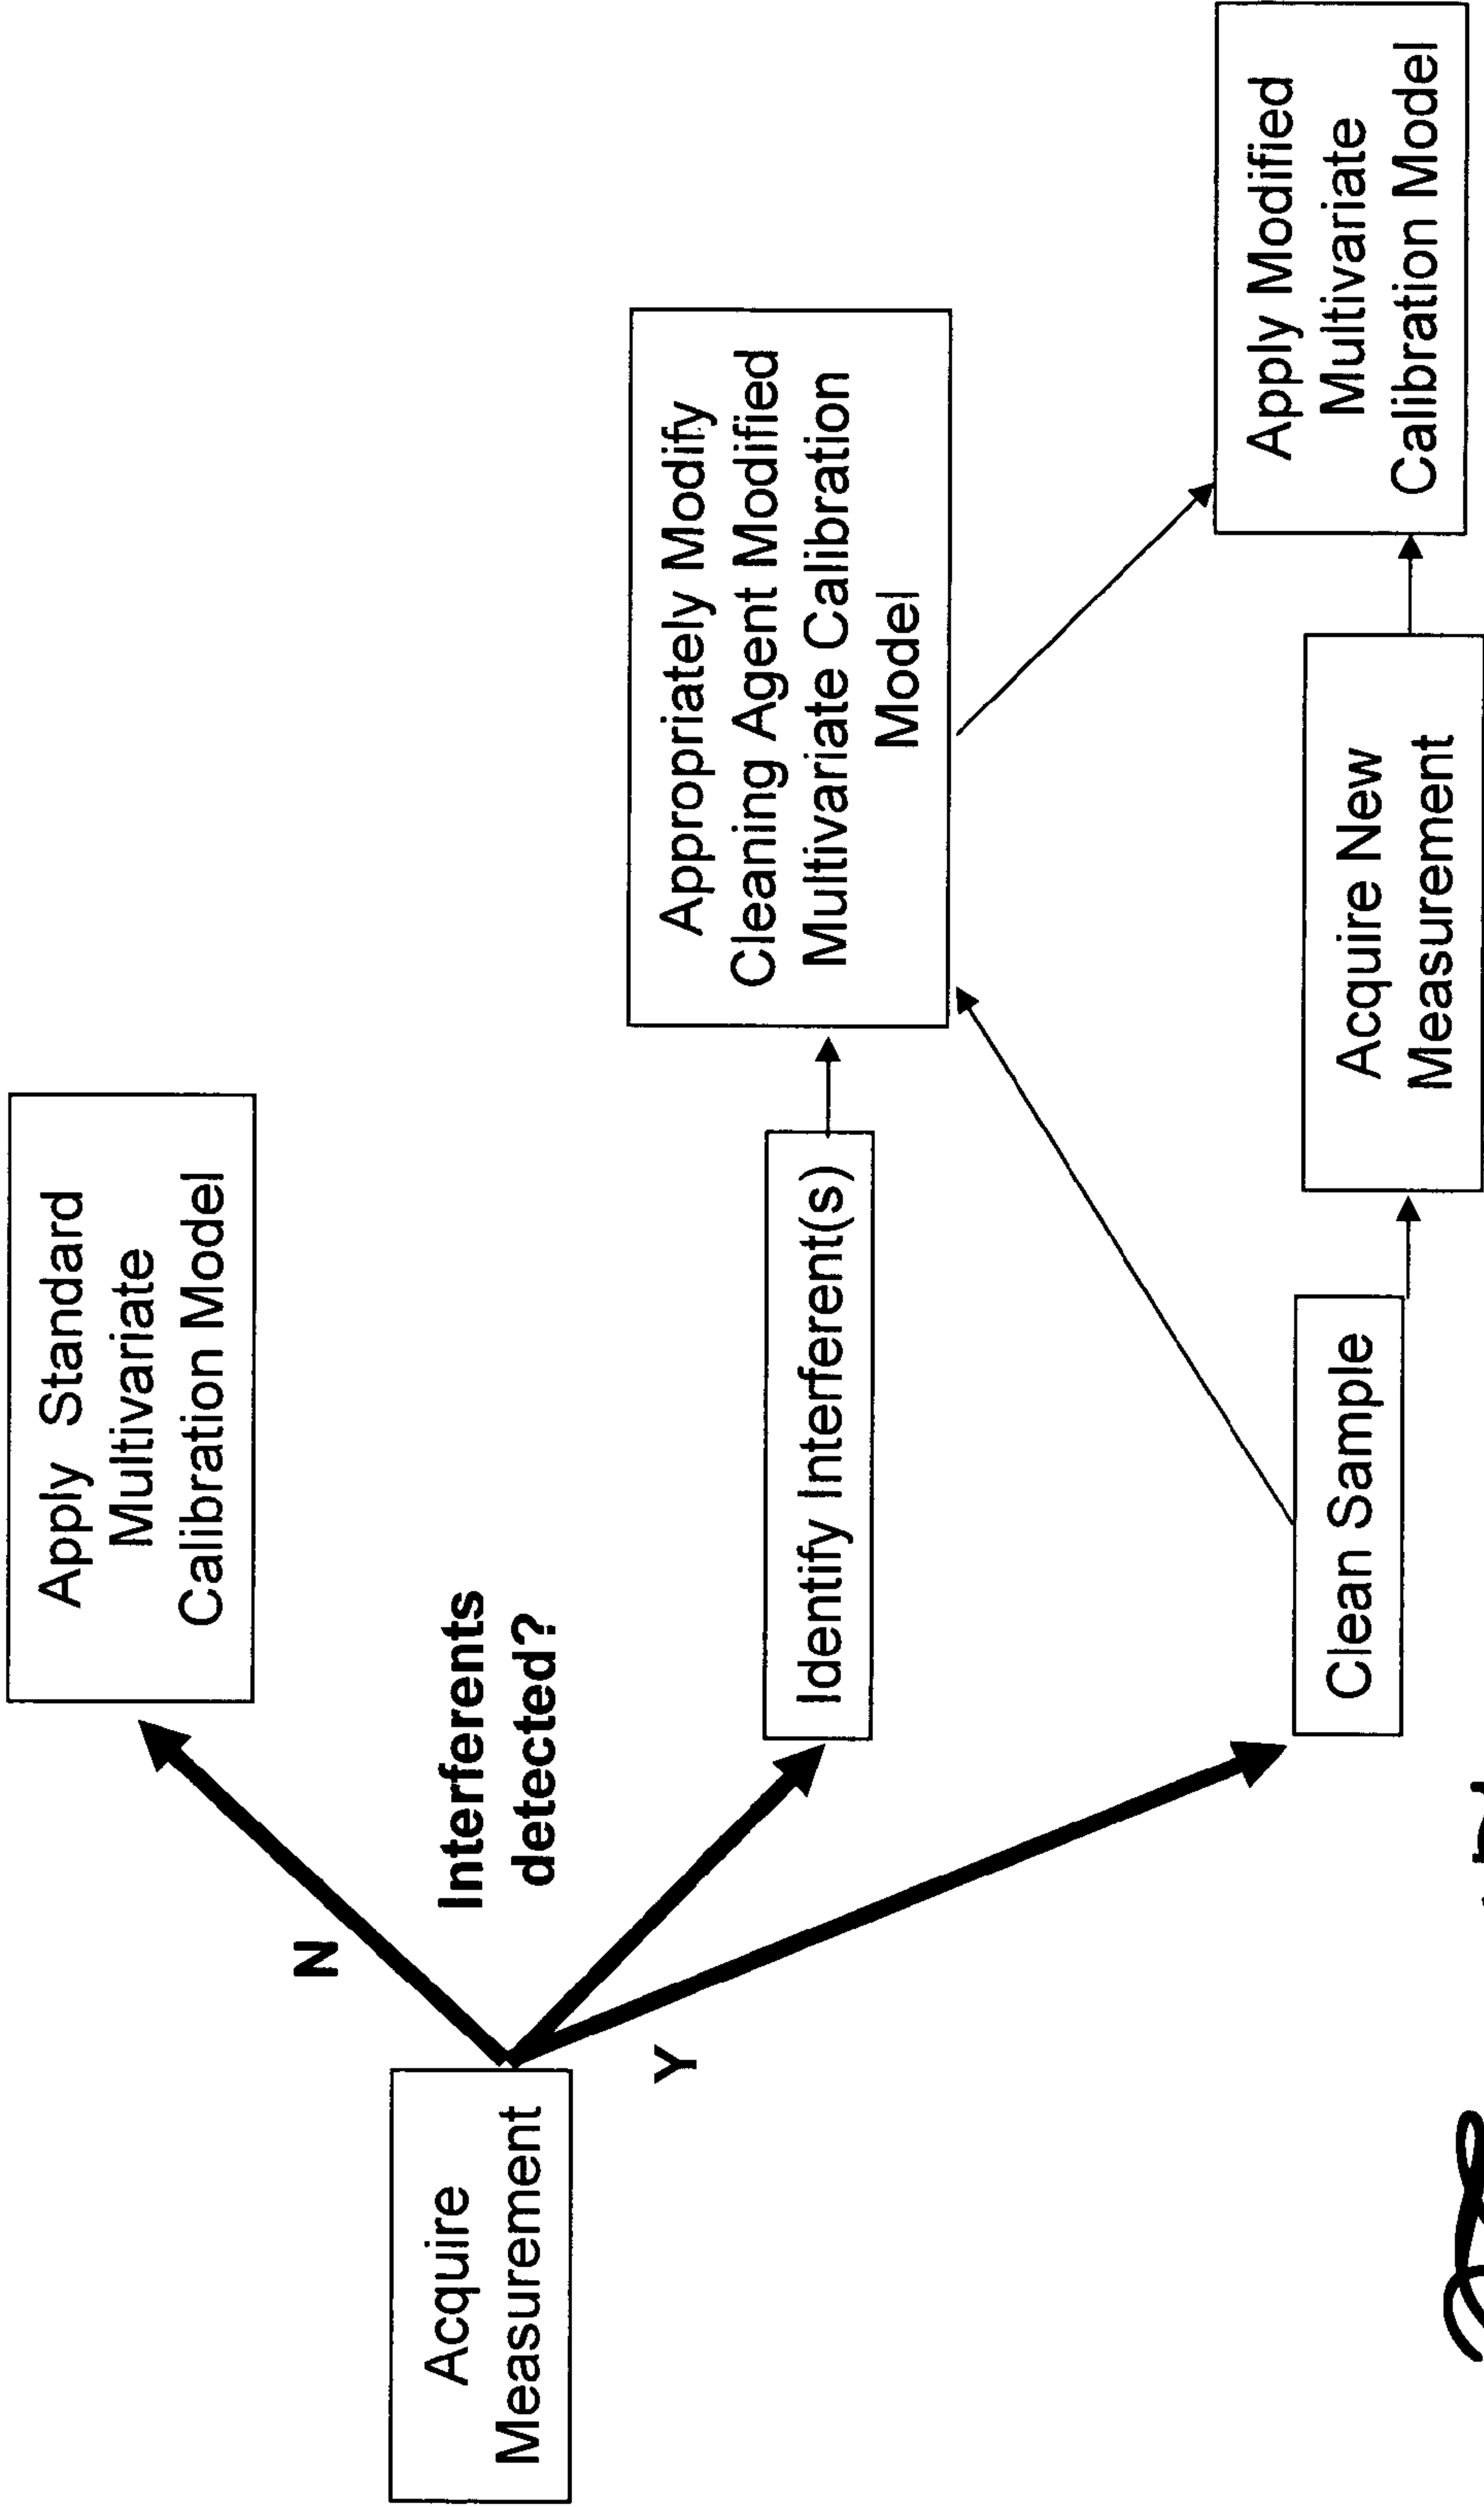 Apply Standard
Multivariate
Calibration Model
N
Interferents
detected?
Acquire
Measurement
Y
Identify Interferent(s)
Appropriately Modify
Cleaning Agent Modified
Multivariate Calibration
Model
Clean Sample
Acquire New
Measurement
Apply Modified
Multivariate
Calibration Model